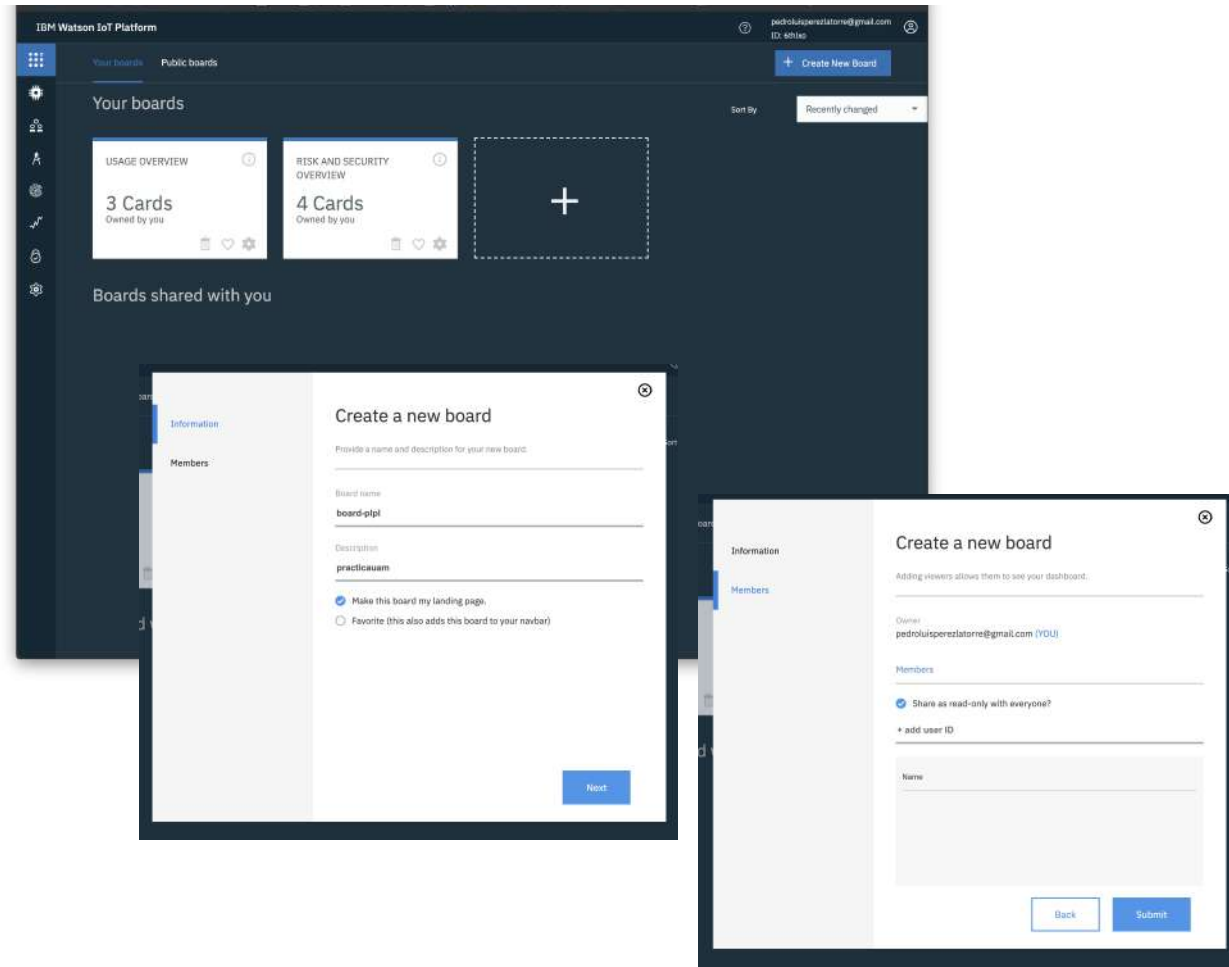 IBM Watson IoT Platform
pedroluisperezlatorre@gmail.com
ID: 6thlxo
Your boards
Public boards
+ Create New Board
Your boards
Sort By
Recently changed
USAGE OVERVIEW
3 Cards
Owned by you
RISK AND SECURITY
OVERVIEW
4 Cards
Owned by you
Boards shared with you
Information
Members
Create a new board
Provide a name and description for your new board.
Board name
board-plpl
Description
practicauam
Make this board my landing page.
Favorite (this also adds this board to your navbar)
Next
Sort
Information
Members
Create a new board
Adding viewers allows them to see your dashboard.
Owner
pedroluisperezlatorre@gmail.com (YOU)
Members
Share as read-only with everyone?
+ add user ID
Name
Back
Submit